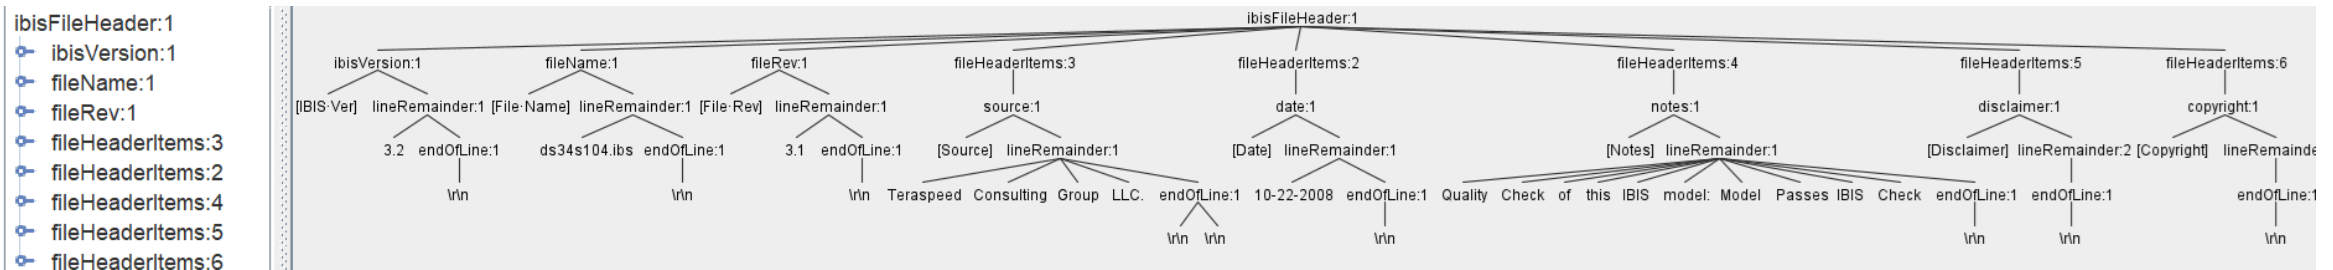 ibisFileHeader:1
ibisVersion:1
fileName:1
fileRev:1
fileHeaderItems:3
fileHeaderItems:2
fileHeaderItems:4
fileHeaderItems:5
fileHeaderItems:6
ibisFileHeader:1
ibisVersion:1 fileName:1 fileRev:1 fileHeaderItems:3 fileHeaderItems:2 fileHeaderItems:4 fileHeaderItems:5 fileHeaderItems:6
[IBIS·Ver] lineRemainder:1 [File·Name] lineRemainder:1 [File·Rev] lineRemainder:1 source:1 date:1 notes:1 disclaimer:1 copyright:1
3.2 endOfLine:1 ds34s104.ibs endOfLine:1 3.1 endOfLine:1 [Source] lineRemainder:1 [Date] lineRemainder:1 [Notes] lineRemainder:1 [Disclaimer] lineRemainder:2 [Copyright] lineRemainde
\r\n \r\n \r\n Teraspeed Consulting Group LLC. endOfLine:1 10-22-2008 endOfLine:1 Quality Check of this IBIS model: Model Passes IBIS Check endOfLine:1 endOfLine:1 endOfLine:1
\r\n \r\n \r\n \r\n \r\n \r\n